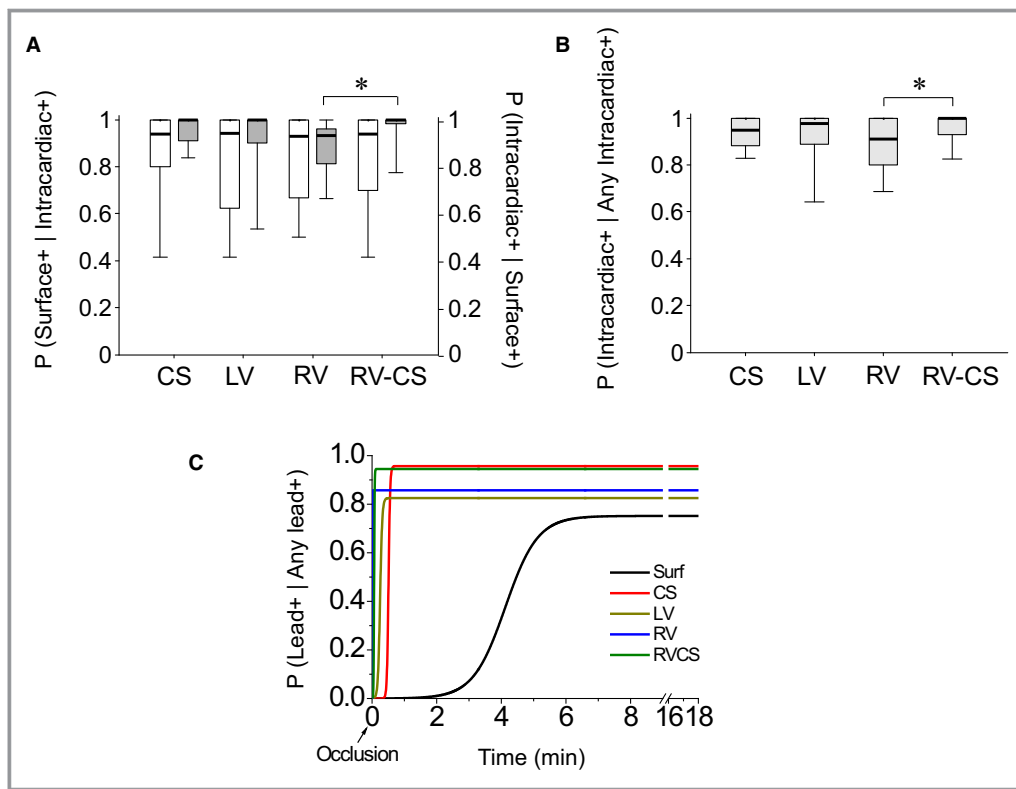 A
P (Surface+ | Intracardiac+)
1
0.8
0.6
0.4
0.2
0
*
1
0.8
0.6
0.4
0.2
0
P (Intracardiac+ | Surface+)
CS LV RV RV-CS
B
P (Intracardiac+ | Any Intracardiac+)
1
0.8
0.6
0.4
0.2
0
*
CS LV RV RV-CS
C
P (Lead+ | Any lead+)
1.0
0.8
0.6
0.4
0.2
0.0
Surf
CS
LV
RV
RVCS
0 2 4 6 8 16 18
Occlusion
Time (min)